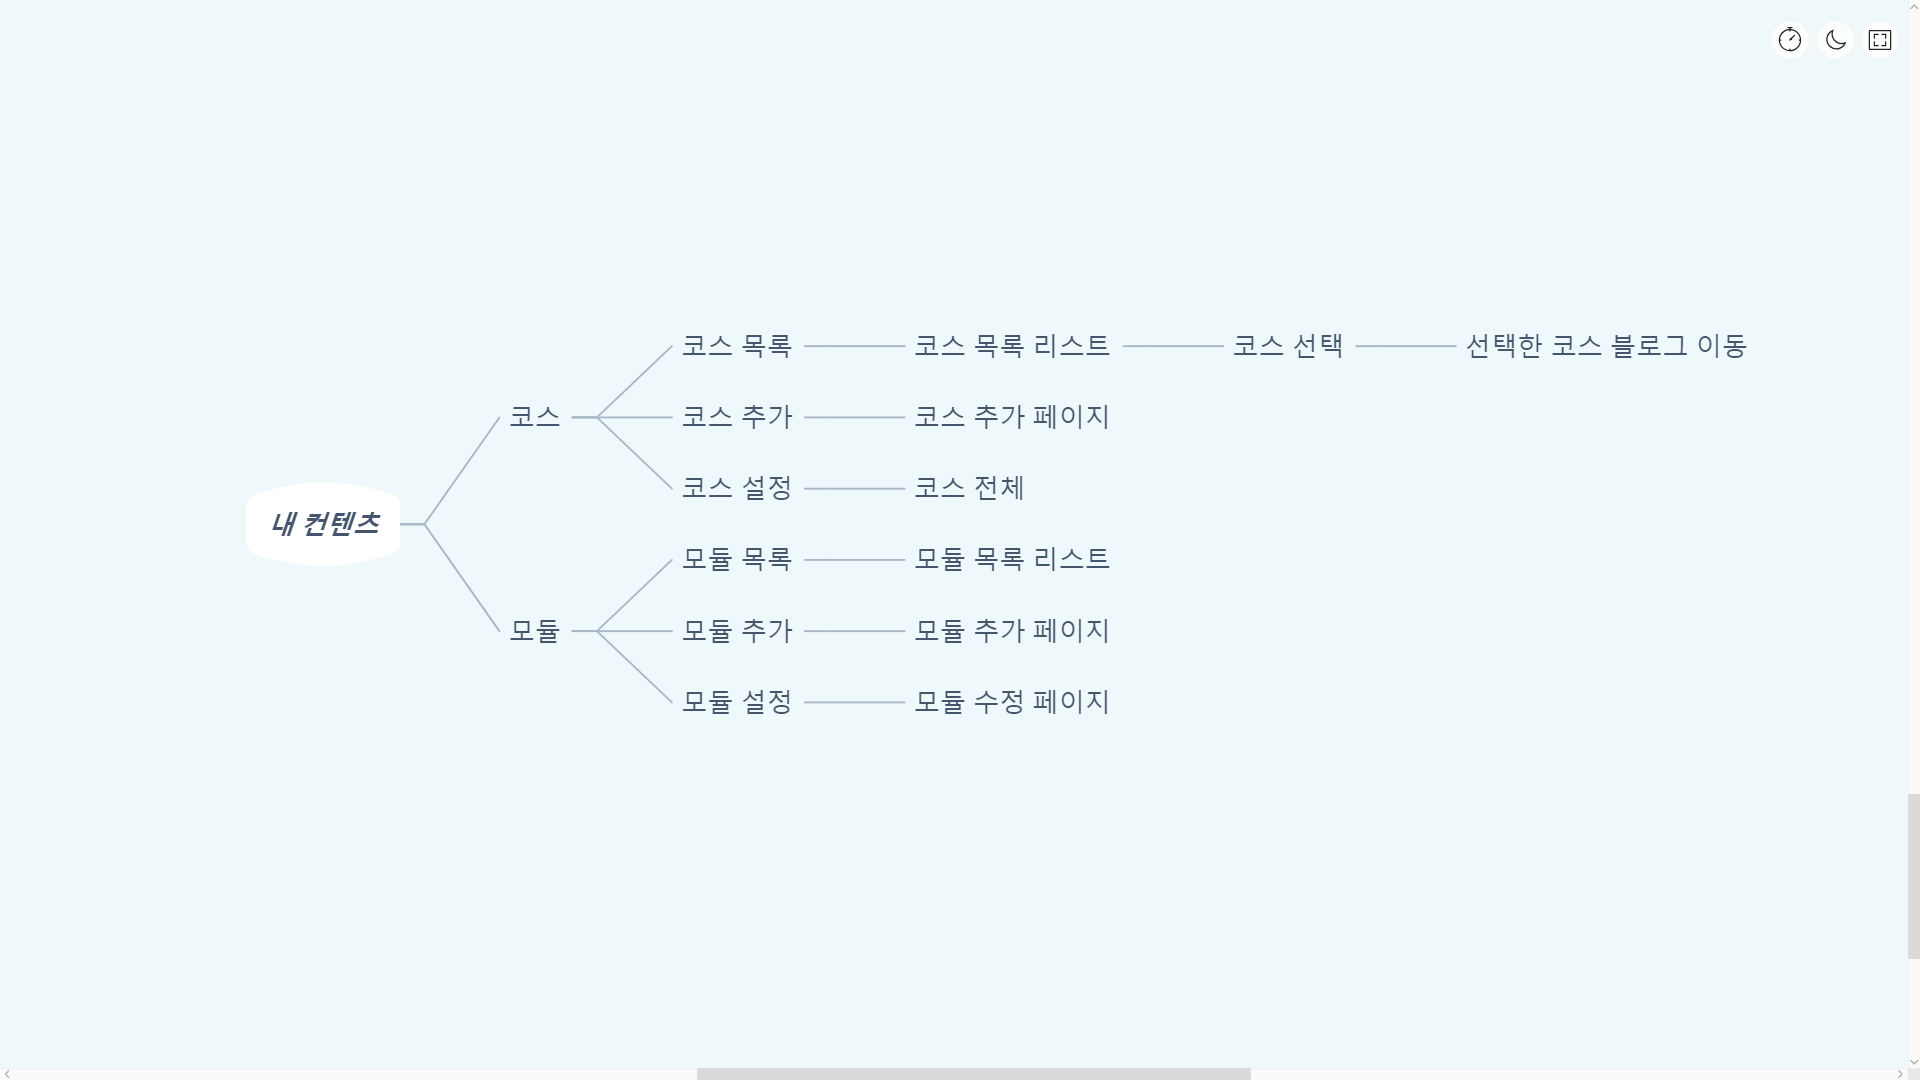 코스 목록
코스 목록 리스트
코스 선택
선택한 코스 블로그 이동
코스
코스 추가
코스 추가 페이지
코스 설정
코스 전체
내 컨텐츠
모듈 목록
모듈 목록 리스트
모듈
모듈 추가
모듈 추가 페이지
모듈 설정
모듈 수정 페이지